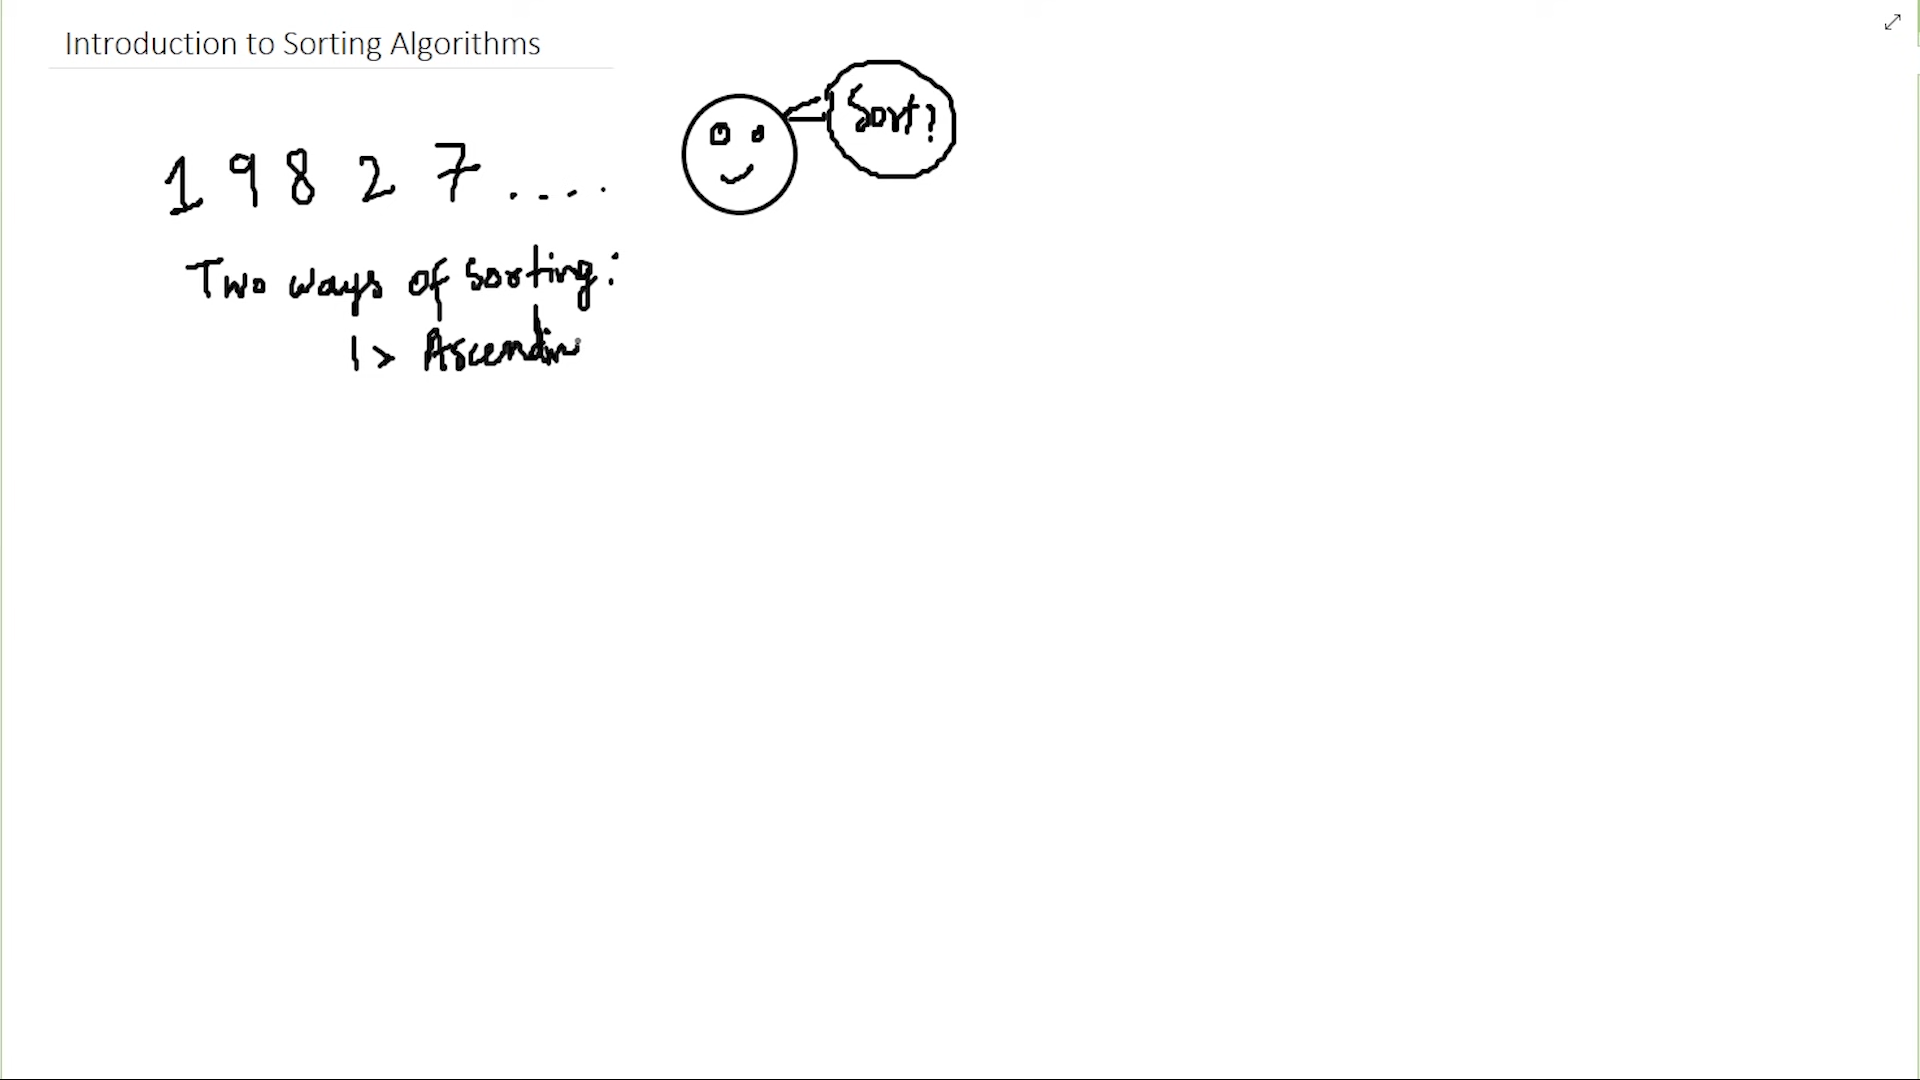 Introduction to Sorting Algorithms
Sort?
1 9 8 2 7 ....
Two ways of Sorting:
1> Ascendin